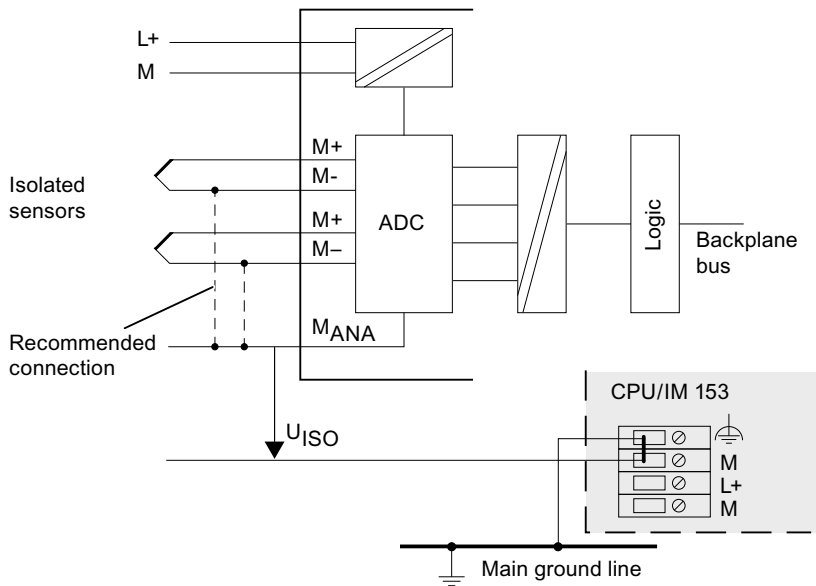 L+
M
Isolated
sensors
M+
M-
M+
M–
ADC
Logic
Backplane
bus
Recommended
connection
MANA
CPU/IM 153
UISO
M
L+
M
Main ground line